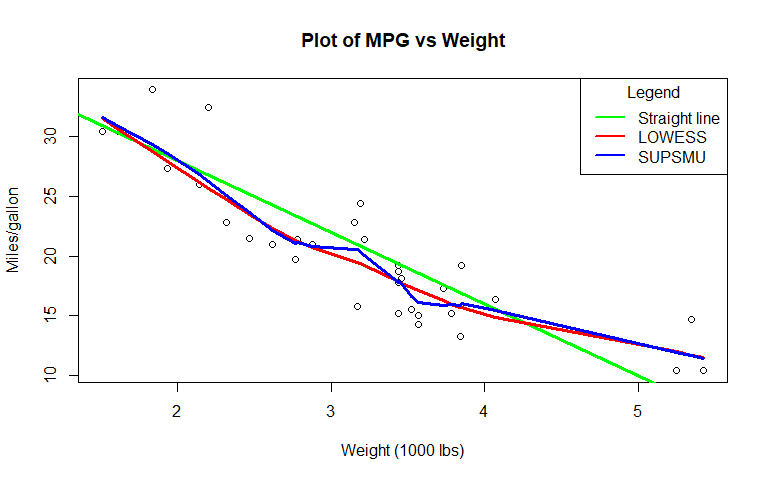 Plot of MPG vs Weight
Legend
Straight line
LOWESS
SUPSMU
Miles/gallon
30
25
20
15
10
2 3 4 5
Weight (1000 lbs)